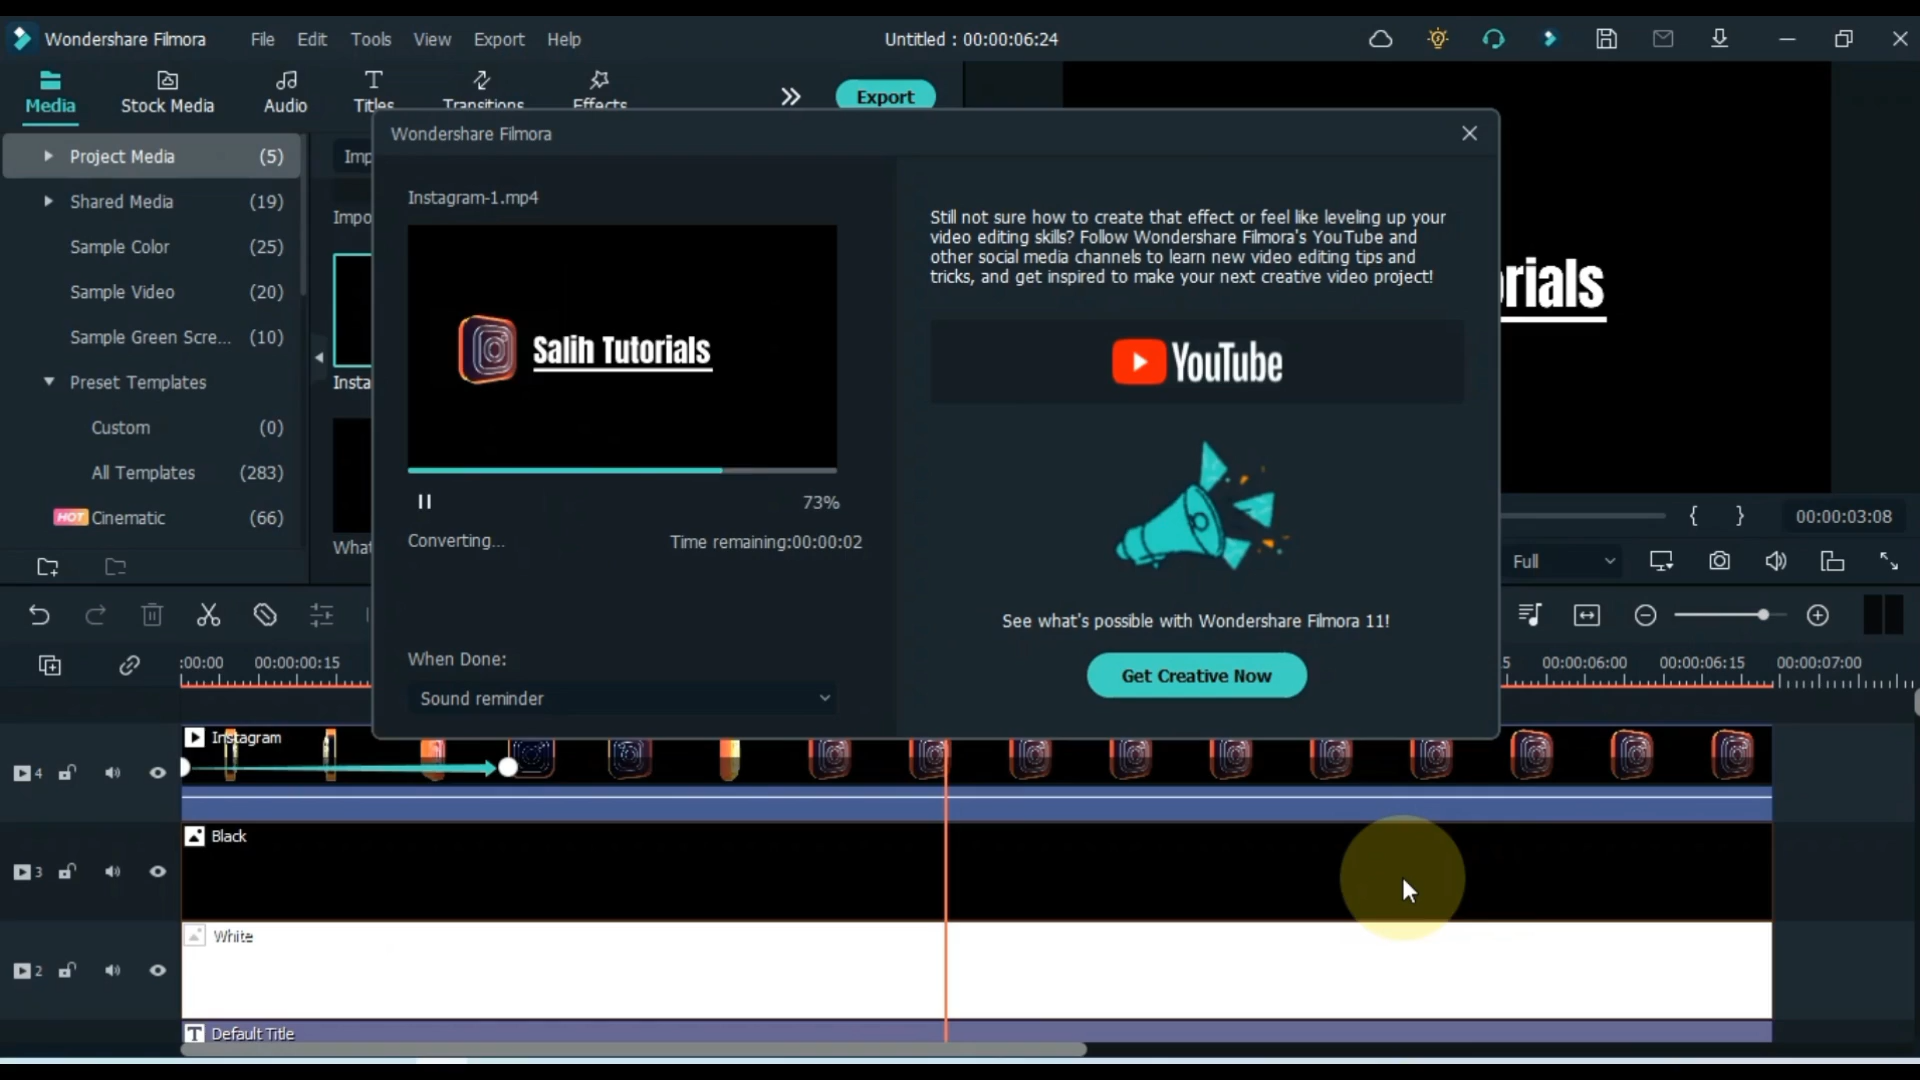 Wondershare Filmora
File
Edit
Tools
View
Export
Help
Untitled : 00:00:06:24
Media
Stock Media
Audio
Titles
Transitions
Effects
Export
Project Media (5)
Shared Media (19)
Sample Color (25)
Sample Video (20)
Sample Green Scre... (10)
Preset Templates
Custom (0)
All Templates (283)
HOT Cinematic (66)
Imp
Impo
Insta
What
Wondershare Filmora
Instagram-1.mp4
Salih Tutorials
73%
Converting...
Time remaining:00:00:02
When Done:
Sound reminder
Still not sure how to create that effect or feel like leveling up your
video editing skills? Follow Wondershare Filmora's YouTube and
other social media channels to learn new video editing tips and
tricks, and get inspired to make your next creative video project!
YouTube
See what's possible with Wondershare Filmora 11!
Get Creative Now
rials
{ }
00:00:03:08
Full
:00:00
00:00:00:15
5
00:00:06:00
00:00:06:15
00:00:07:00
4
Instagram
3
Black
2
White
T Default Title